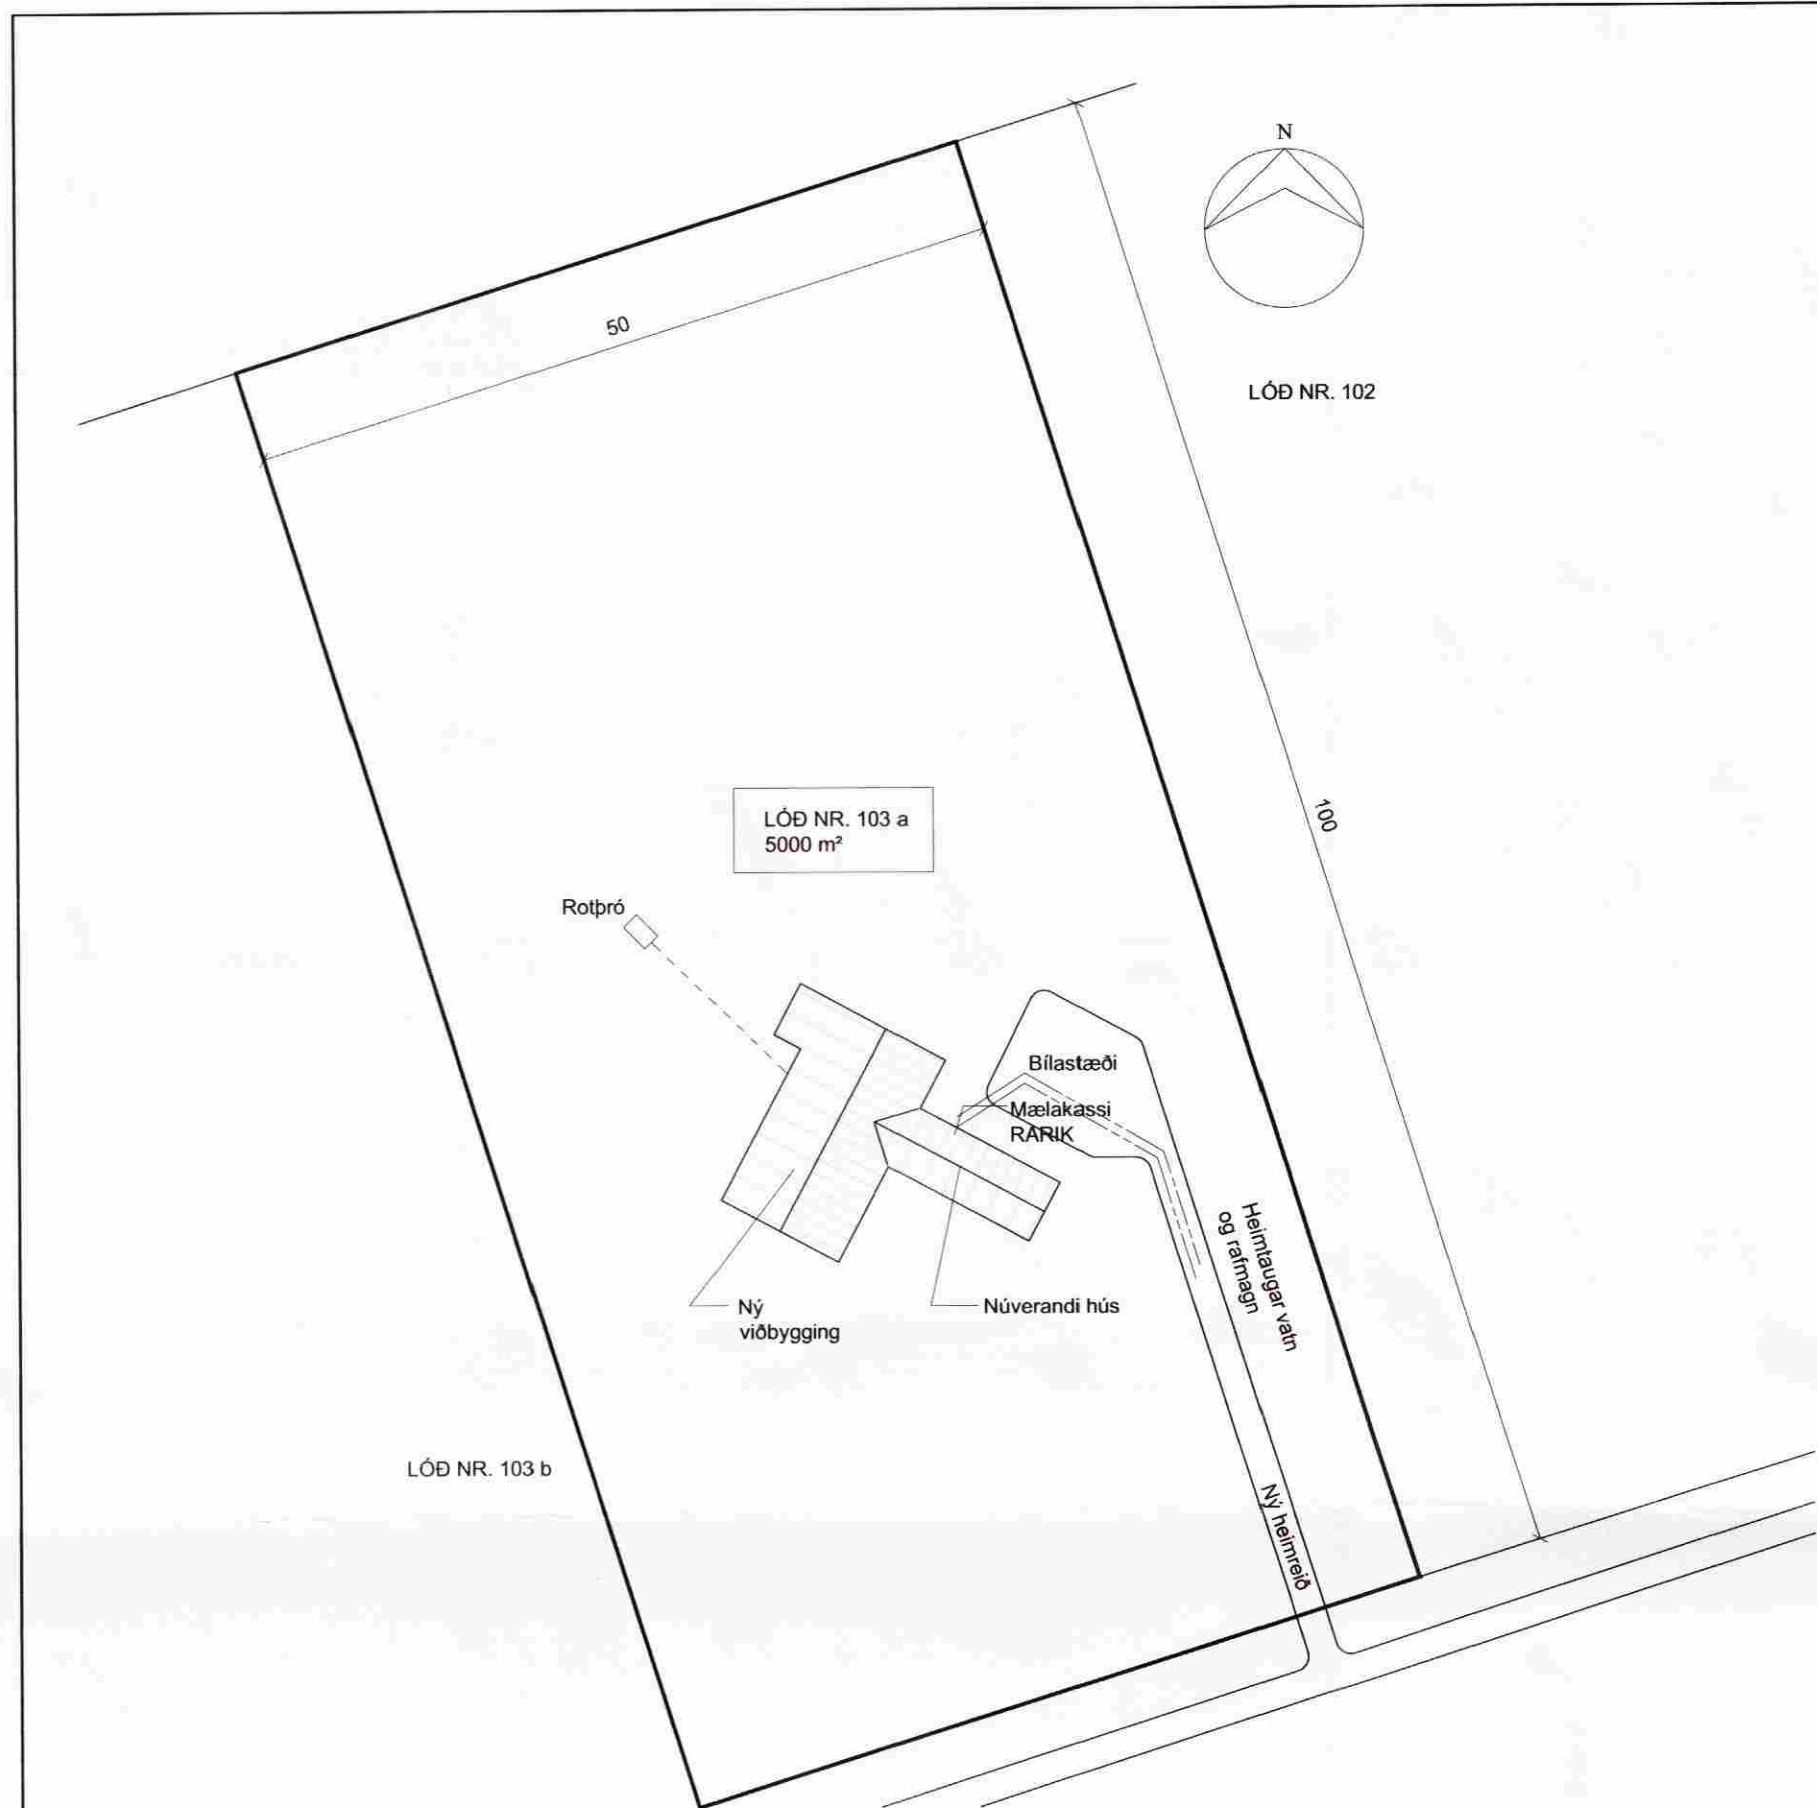 N
50
LÓÐ NR. 102
100
LÓÐ NR. 103 a
5000 m²
Rotþró
Bílastæði
Mælakassi
RARIK
Heimtaugar vatn
og rafmagn
Ný
viðbygging
Núverandi hús
LÓÐ NR. 103 b
Ný heimreið